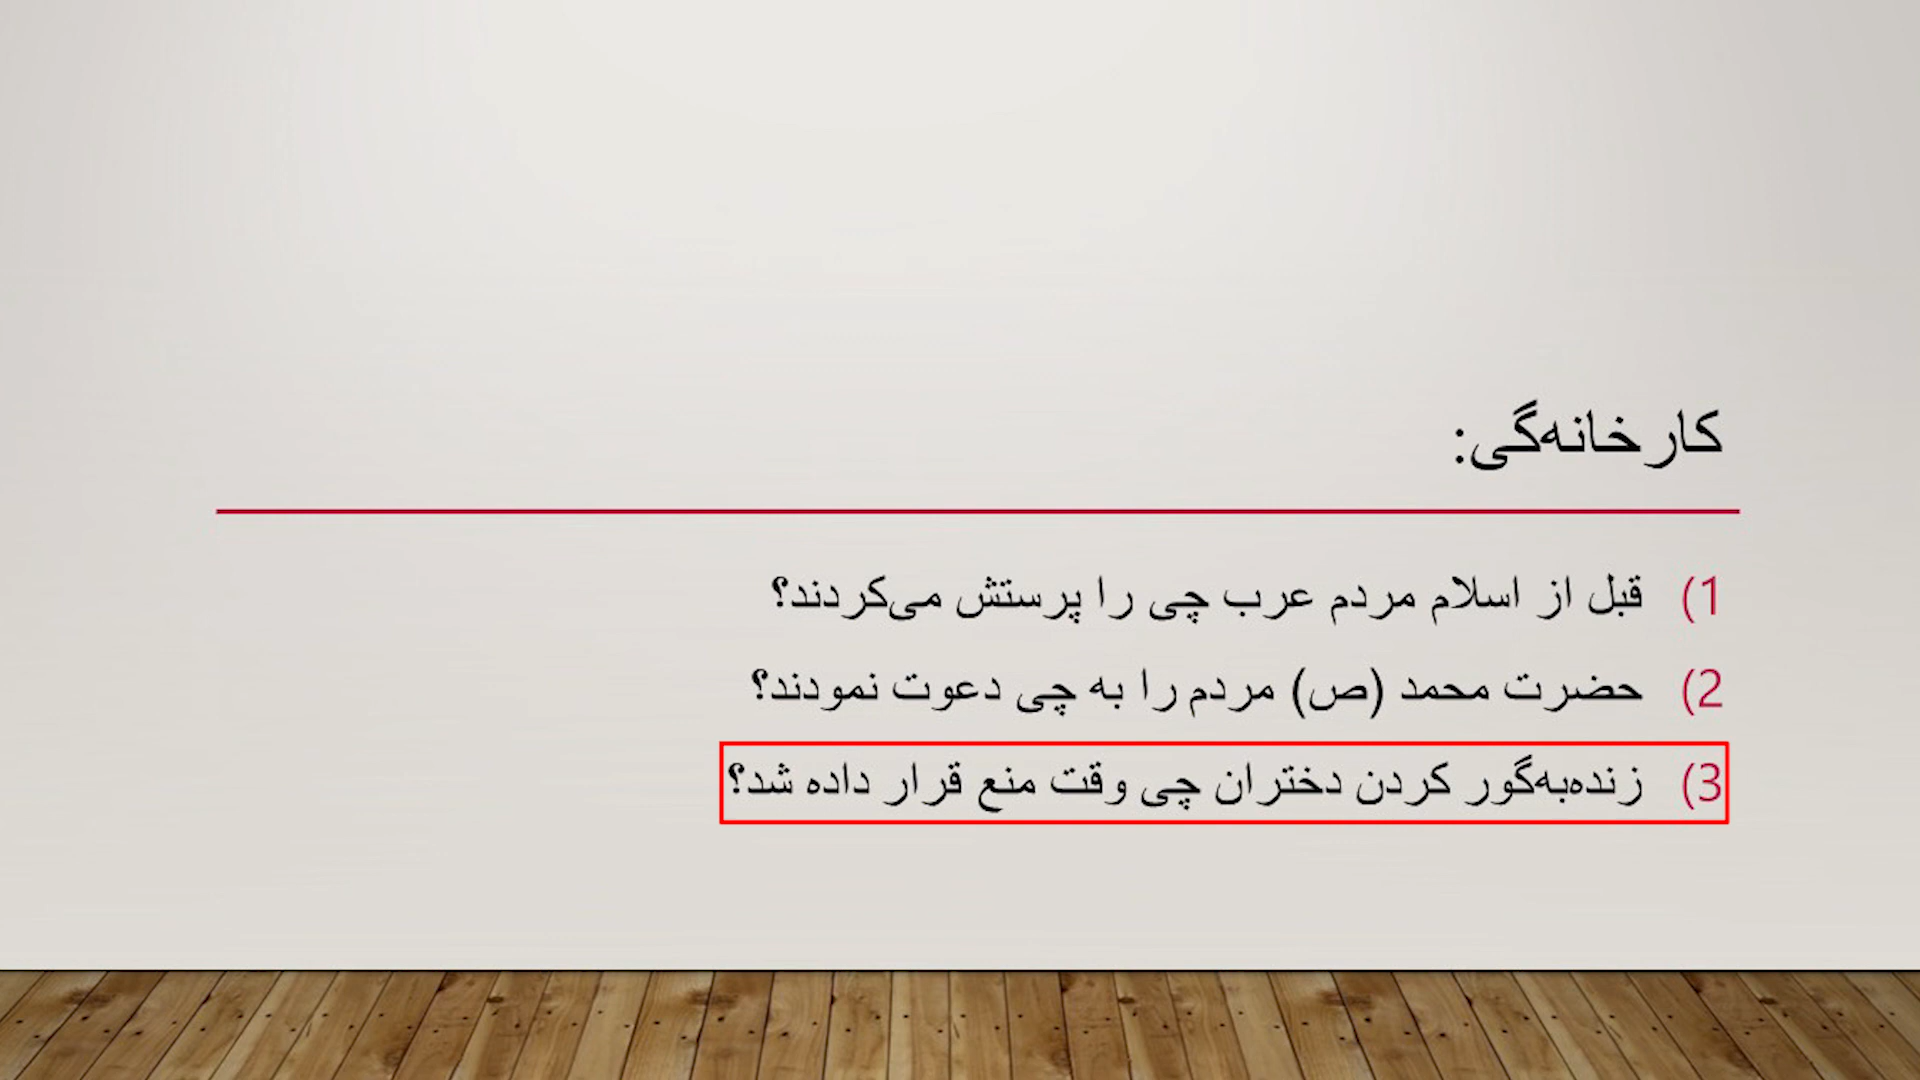 کارخانه‌گی:
1) قبل از اسلام مردم عرب چی را پرستش می‌کردند؟
2) حضرت محمد (ص) مردم را به چی دعوت نمودند؟
3) زنده‌به‌گور کردن دختران چی وقت منع قرار داده شد؟